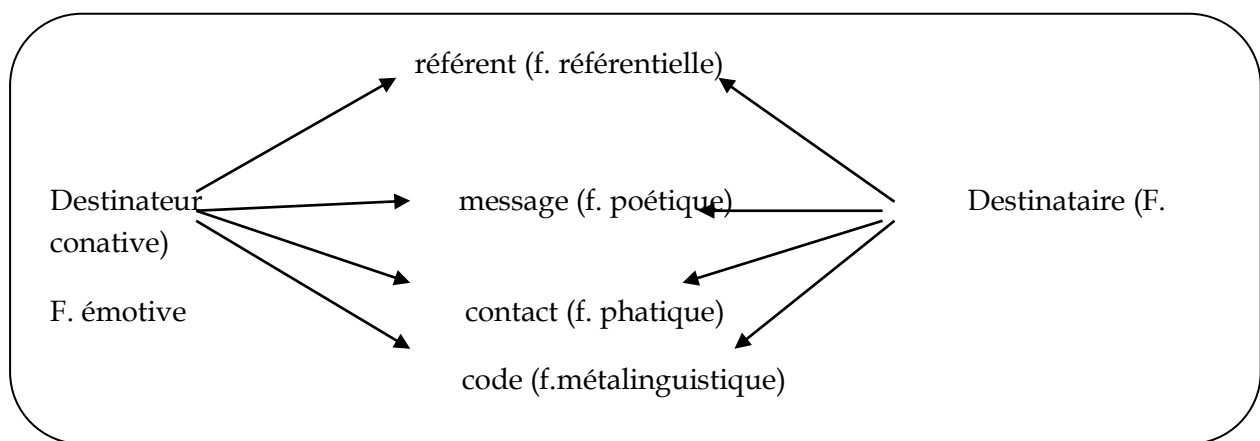 référent (f. référentielle)
Destinateur message (f. poétique) Destinataire (F.
conative)
F. émotive contact (f. phatique)
code (f.métalinguistique)